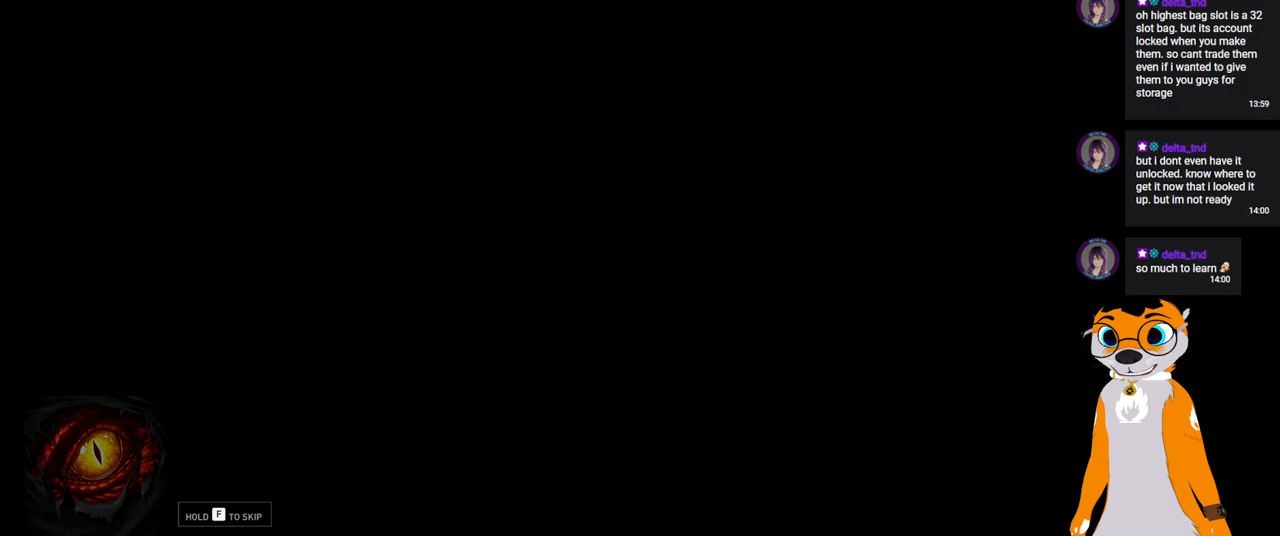 delta_tnd
oh highest bag slot is a 32
slot bag. but its account
locked when you make
them. so cant trade them
even if i wanted to give
them to you guys for
storage
13:59
delta_tnd
but i dont even have it
unlocked. know where to
get it now that i looked it
up. but im not ready
14:00
delta_tnd
so much to learn
14:00
HOLD F TO SKIP